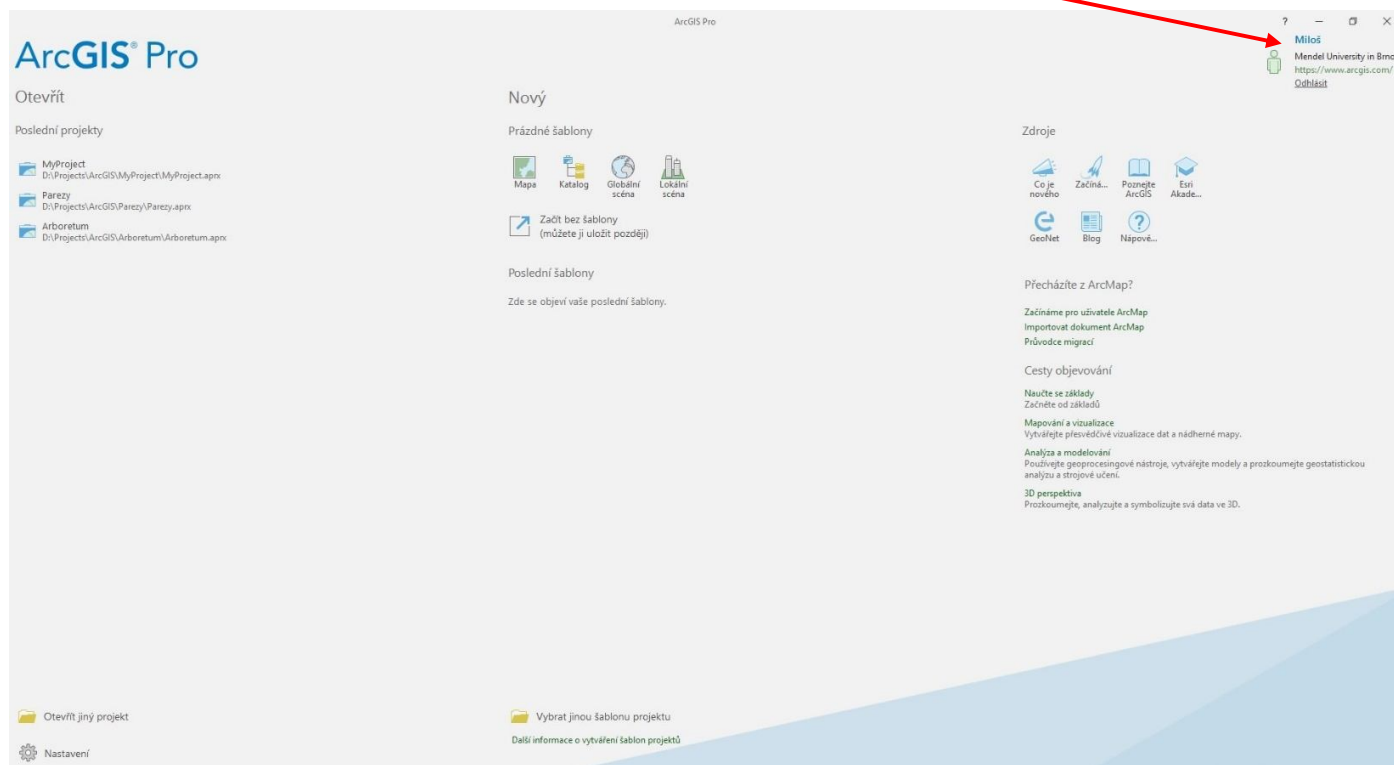 ArcGIS Pro
?
ArcGIS® Pro
Miloš
Mendel University in Brno
https://www.arcgis.com/
Odhlásit
Otevřít
Poslední projekty
MyProject
D:\Projects\ArcGIS\MyProject\MyProject.aprx
Parezy
D:\Projects\ArcGIS\Parezy\Parezy.aprx
Arboretum
D:\Projects\ArcGIS\Arboretum\Arboretum.aprx
Otevřít jiný projekt
Nastavení
Nový
Prázdné šablony
Mapa
Katalog
Globální
scéna
Lokální
scéna
Začít bez šablony
(můžete ji uložit později)
Poslední šablony
Zde se objeví vaše poslední šablony.
Vybrat jinou šablonu projektu
Další informace o vytváření šablon projektů
Zdroje
Co je
nového
Začíná...
Poznejte
ArcGIS
Esri
Akade...
GeoNet
Blog
Nápově...
Přecházíte z ArcMap?
Začínáme pro uživatele ArcMap
Importovat dokument ArcMap
Průvodce migrací
Cesty objevování
Naučte se základy
Začněte od základů
Mapování a vizualizace
Vytvářejte přesvědčivé vizualizace dat a nádherné mapy.
Analýza a modelování
Používejte geoprocesingové nástroje, vytvářejte modely a prozkoumejte geostatistickou
analýzu a strojové učení.
3D perspektiva
Prozkoumejte, analyzujte a symbolizujte svá data ve 3D.